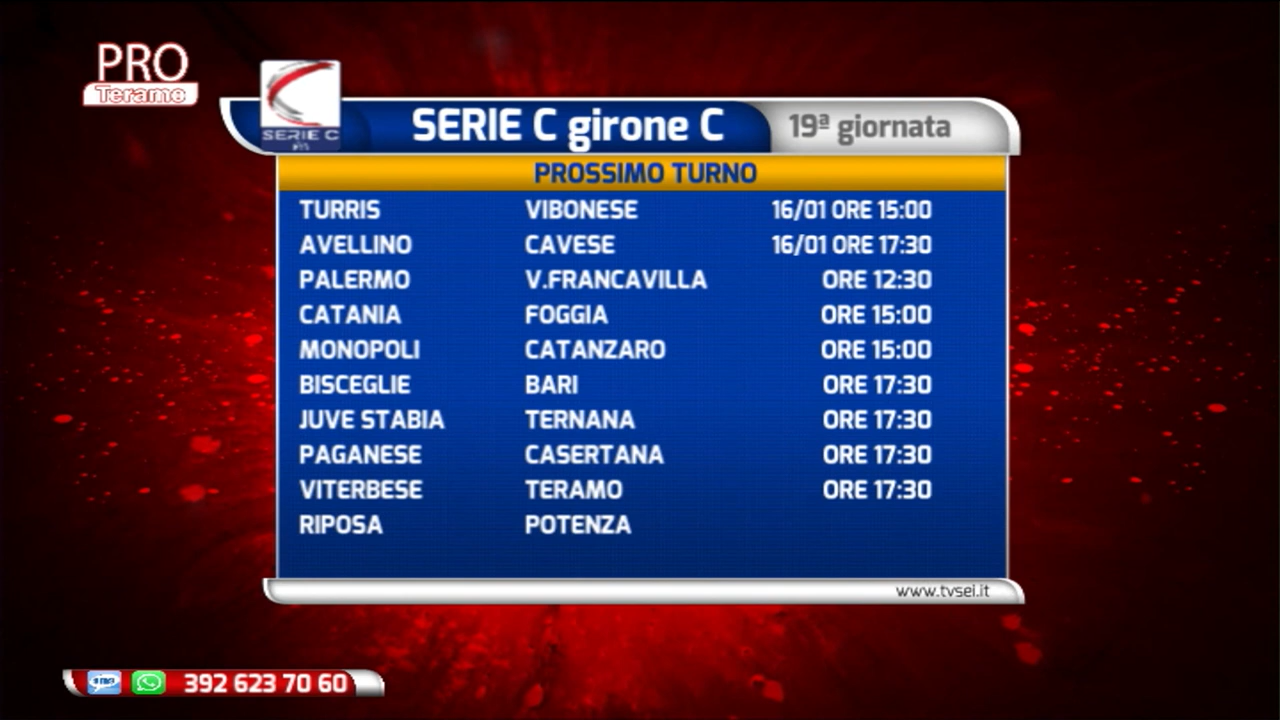 PRO
Teramo
SERIE C
SERIE C girone C 19ª giornata
PROSSIMO TURNO
TURRIS VIBONESE 16/01 ORE 15:00
AVELLINO CAVESE 16/01 ORE 17:30
PALERMO V.FRANCAVILLA ORE 12:30
CATANIA FOGGIA ORE 15:00
MONOPOLI CATANZARO ORE 15:00
BISCEGLIE BARI ORE 17:30
JUVE STABIA TERNANA ORE 17:30
PAGANESE CASERTANA ORE 17:30
VITERBESE TERAMO ORE 17:30
RIPOSA POTENZA
www.tvsei.it
392 623 70 60